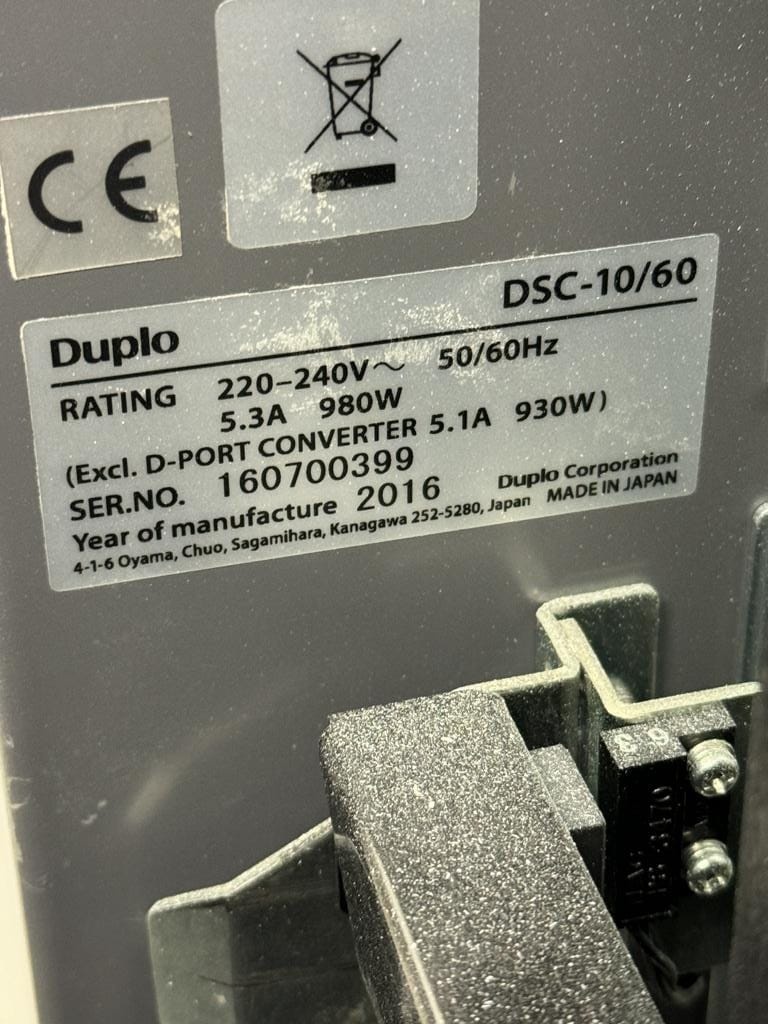 CE
DSC-10/60
Duplo
RATING 220-240V~ 50/60Hz
5.3A 980W
(Excl. D-PORT CONVERTER 5.1A 930W)
SER.NO. 160700399
Year of manufacture 2016 Duplo Corporation
4-1-6 Oyama, Chuo, Sagamihara, Kanagawa 252-5280, Japan MADE IN JAPAN